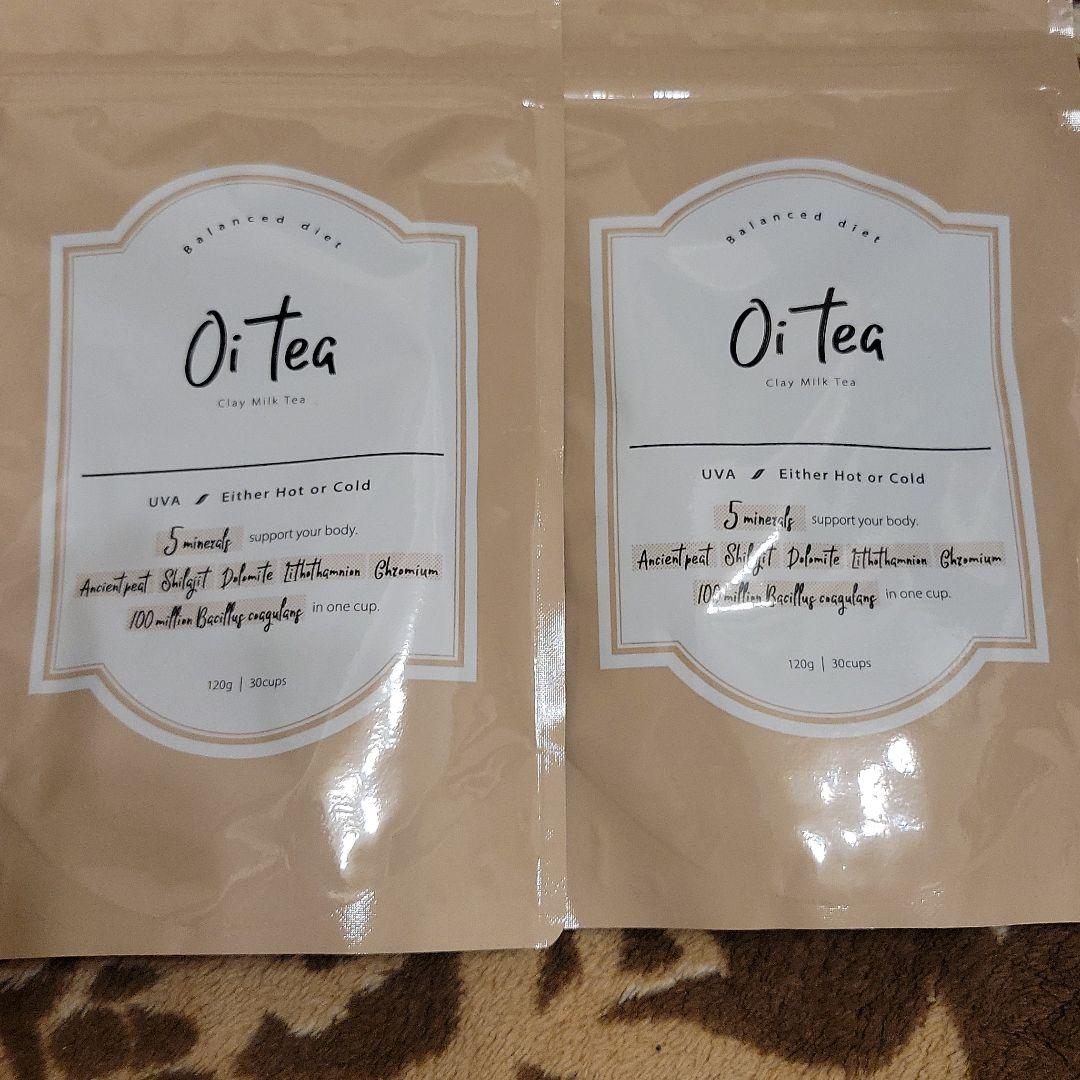 Balanced diet
Oi Tea
Clay Milk Tea
UVA / Either Hot or Cold
5 minerals support your body.
Ancient peat Shilajit Dolomite Lithothamnion Chromium
100 million Bacillus coagulans in one cup.
120g | 30cups
Balanced diet
Oi Tea
Clay Milk Tea
UVA / Either Hot or Cold
5 minerals support your body.
Ancient peat Shilajit Dolomite Lithothamnion Chromium
100 million Bacillus coagulans in one cup.
120g | 30cups